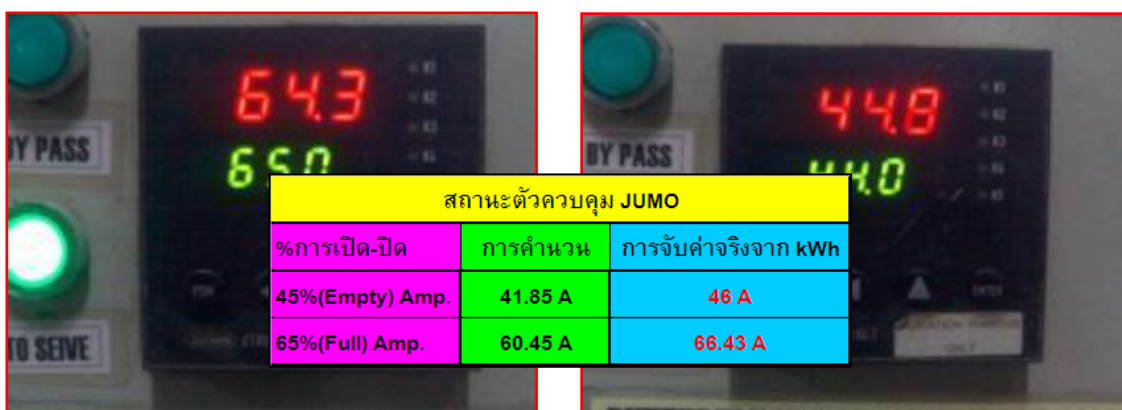 64.3
65.0
BY PASS
TO SEIVE
44.8
44.0
BY PASS
ENTER
สถานะตัวควบคุม JUMO
%การเปิด-ปิด การคำนวน การจับค่าจริงจาก kWh
45%(Empty) Amp. 41.85 A 46 A
65%(Full) Amp. 60.45 A 66.43 A